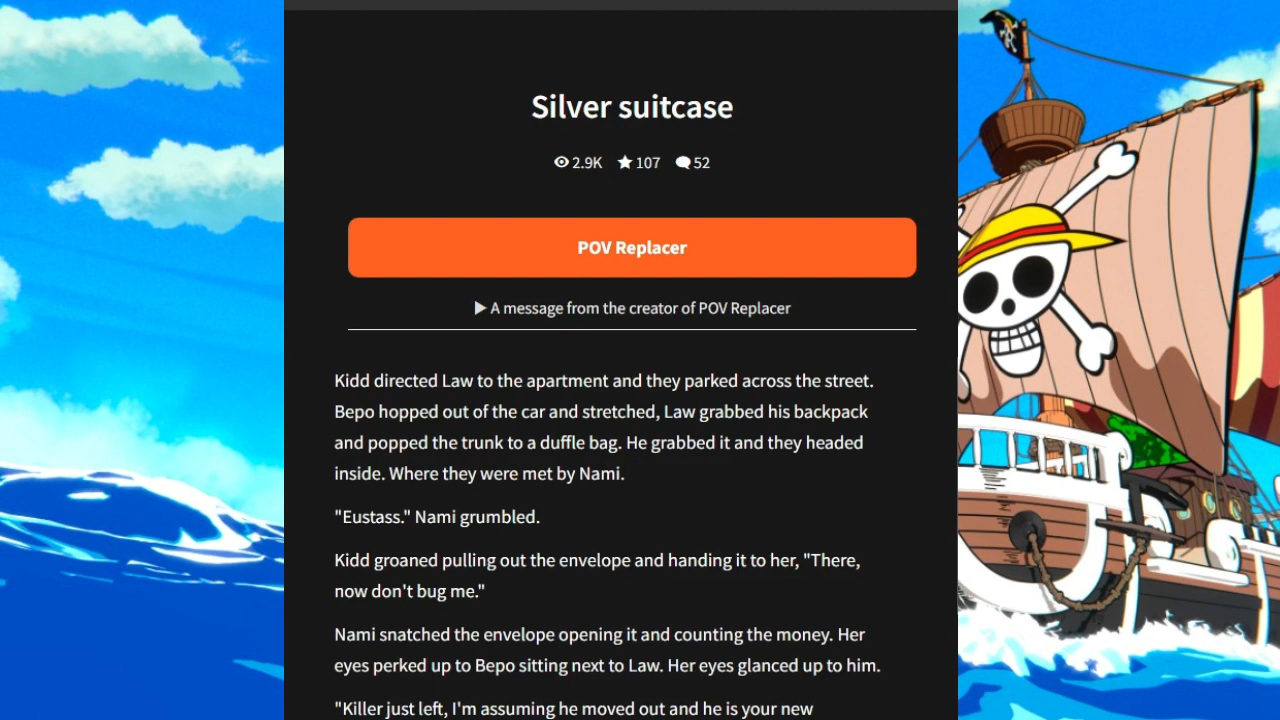 Silver suitcase
2.9K 107 52
POV Replacer
▶ A message from the creator of POV Replacer
Kidd directed Law to the apartment and they parked across the street.
Bepo hopped out of the car and stretched, Law grabbed his backpack
and popped the trunk to a duffle bag. He grabbed it and they headed
inside. Where they were met by Nami.
"Eustass." Nami grumbled.
Kidd groaned pulling out the envelope and handing it to her, "There,
now don't bug me."
Nami snatched the envelope opening it and counting the money. Her
eyes perked up to Bepo sitting next to Law. Her eyes glanced up to him.
"Killer just left, I'm assuming he moved out and he is your new